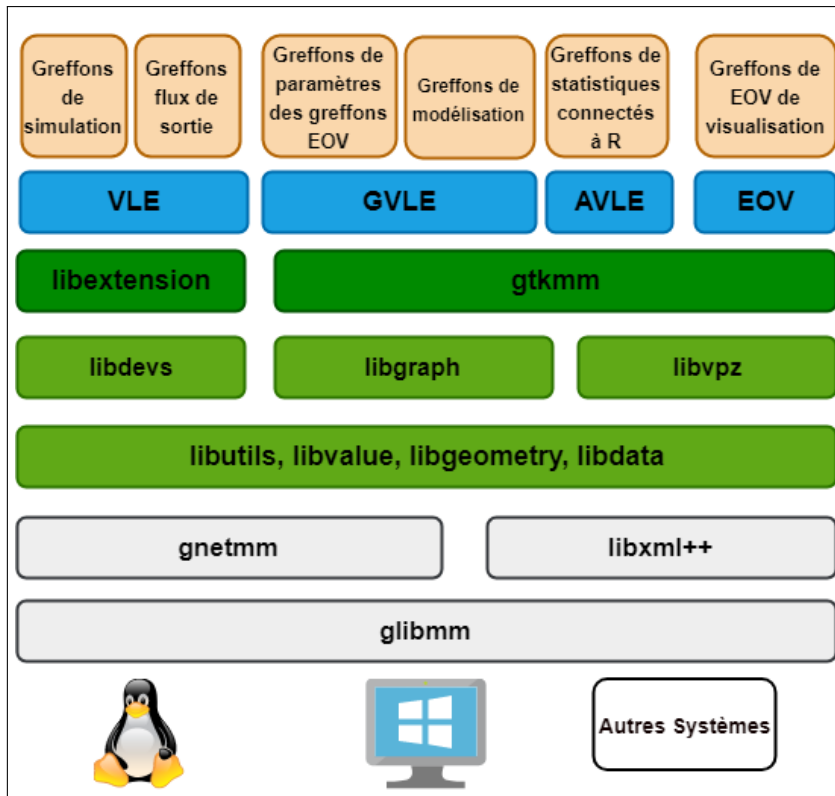 Greffons
de
simulation
Greffons
flux de
sortie
Greffons de
paramètres
des greffons
EOV
Greffons de
modélisation
Greffons de
statistiques
connectés
à R
Greffons de
EOV de
visualisation
VLE
GVLE
AVLE
EOV
libextension
gtkmm
libdevs
libgraph
libvpz
libutils, libvalue, libgeometry, libdata
gnetmm
libxml++
glibmm
Autres Systèmes